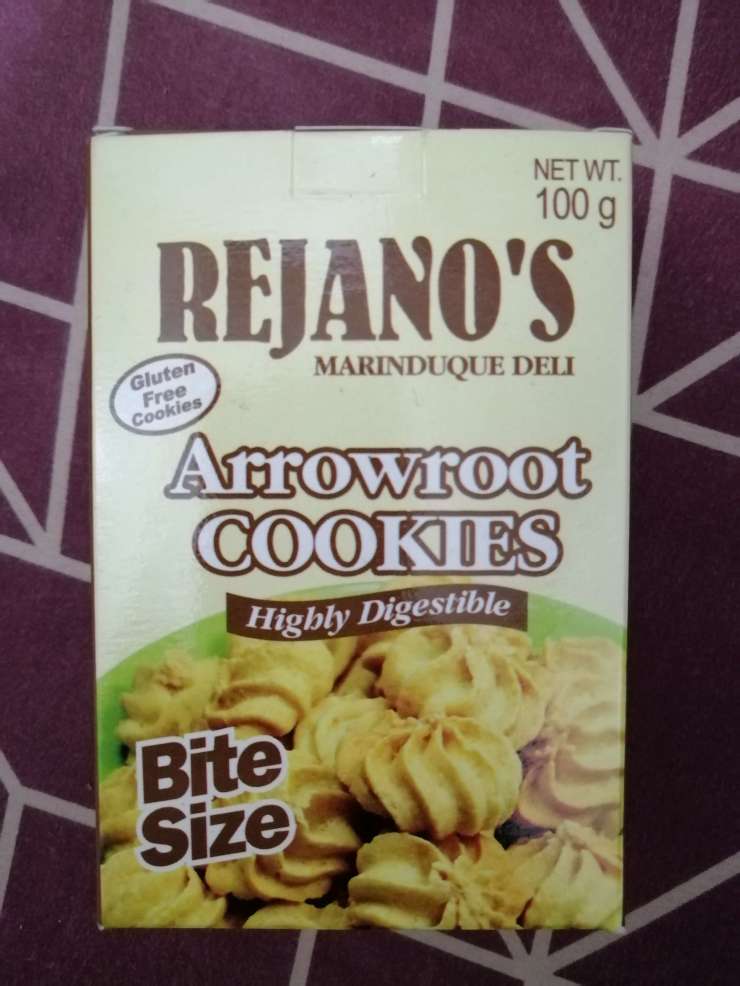 NET WT.
100 g
REJANO'S
MARINDUQUE DELI
Gluten
Free
Cookies
Arrowroot
COOKIES
Highly Digestible
Bite
Size